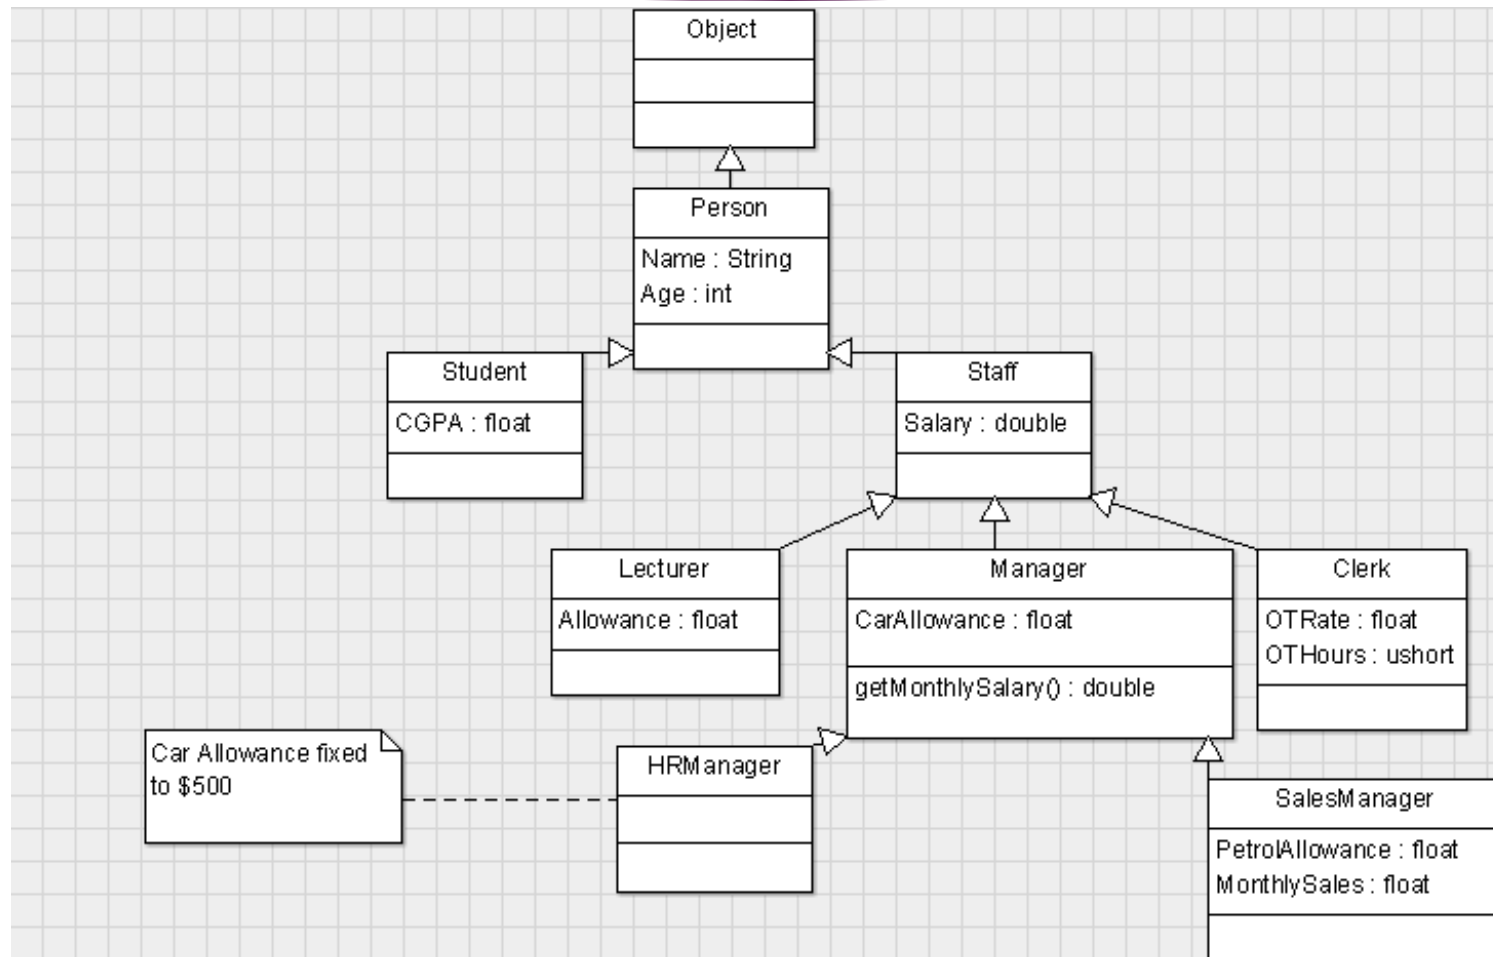 Object
Person
Name : String
Age : int
Student
CGPA : float
Staff
Salary : double
Lecturer
Allowance : float
Manager
CarAllowance : float
getMonthlySalary() : double
Clerk
OTRate : float
OTHours : ushort
Car Allowance fixed
to $500
HRManager
SalesManager
PetrolAllowance : float
MonthlySales : float